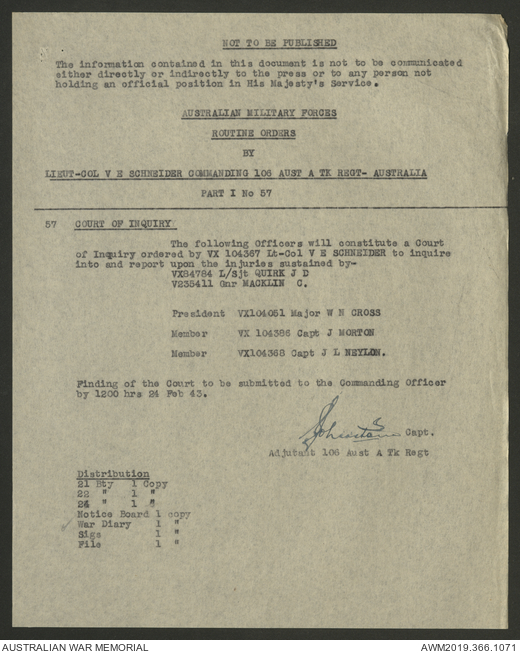 NOT TO BE PUBLISHED
The information contained in this document is not to be communicated
either directly or indirectly to the press or to any person not
holding an official position in His Majesty's Service.
AUSTRALIAN MILITARY FORCES
ROUTINE ORDERS
BY
LIEUT-COL V E SCHNEIDER COMMANDING 106 AUST A TK REGT- AUSTRALIA
PART I No 57
57 COURT OF INQUIRY
The following Officers will constitute a Court
of Inquiry ordered by VX 104367 Lt-Col V E SCHNEIDER to inquire
into and report upon the injuries sustained by-
VX84784 L/Sjt QUIRK J D
V235411 Gnr MACKLIN C.
President VX104051 Major W N CROSS
Member VX 104386 Capt J MORTON
Member VX104368 Capt J L NEYLON.
Finding of the Court to be submitted to the Commanding Officer
by 1200 hrs 24 Feb 43.
Capt.
Adjutant 106 Aust A Tk Regt
Distribution
21 Bty 1 Copy
22 " 1 "
24 " 1 "
Notice Board 1 copy
War Diary 1 "
Sigs 1 "
File 1 "
AUSTRALIAN WAR MEMORIAL
AWM2019.366.1071